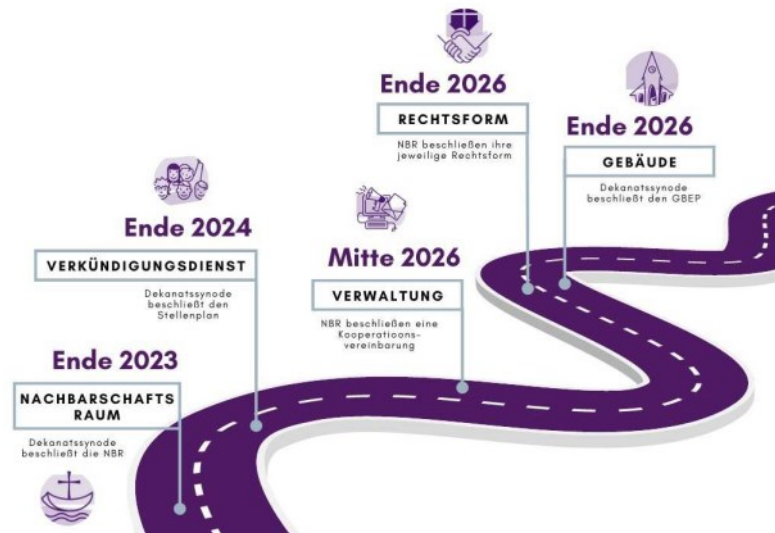 Ende 2023
NACHBARSCHAFTS
RAUM
Dekanatssynode
beschließt die NBR
Ende 2024
VERKÜNDIGUNGSDIENST
Dekanatssynode
beschließt den
Stellenplan
Mitte 2026
VERWALTUNG
NBR beschließen eine
Kooperatioons-
vereinbarung
Ende 2026
RECHTSFORM
NBR beschließen ihre
jeweilige Rechtsform
Ende 2026
GEBÄUDE
Dekanatssynode
beschließt den GBEP